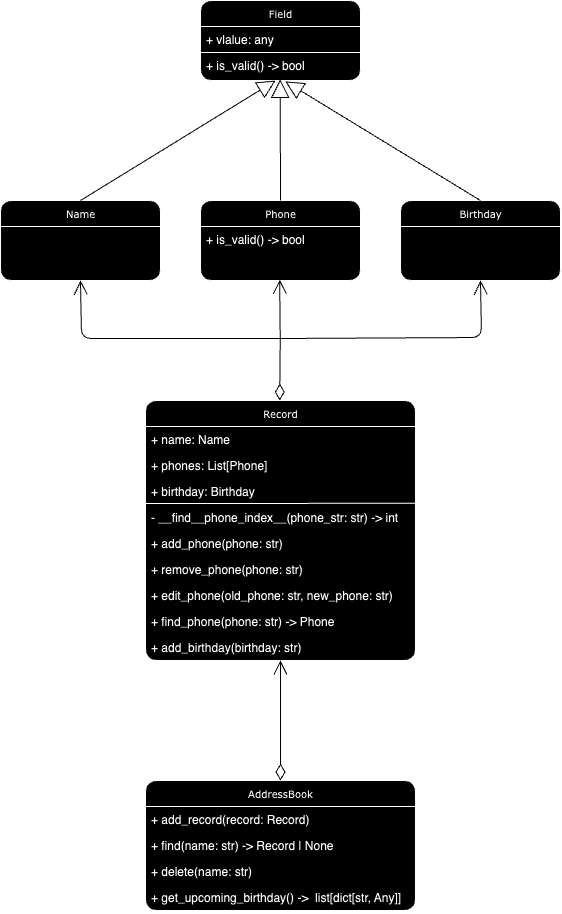 Field
+ vlalue: any
+ is_valid() -> bool
Name
Phone
Birthday
+ is_valid() -> bool
Record
+ name: Name
+ phones: List[Phone]
+ birthday: Birthday
- __find__phone_index__(phone_str: str) -> int
+ add_phone(phone: str)
+ remove_phone(phone: str)
+ edit_phone(old_phone: str, new_phone: str)
+ find_phone(phone: str) -> Phone
+ add_birthday(birthday: str)
AddressBook
+ add_record(record: Record)
+ find(name: str) -> Record | None
+ delete(name: str)
+ get_upcoming_birthday() -> list[dict[str, Any]]